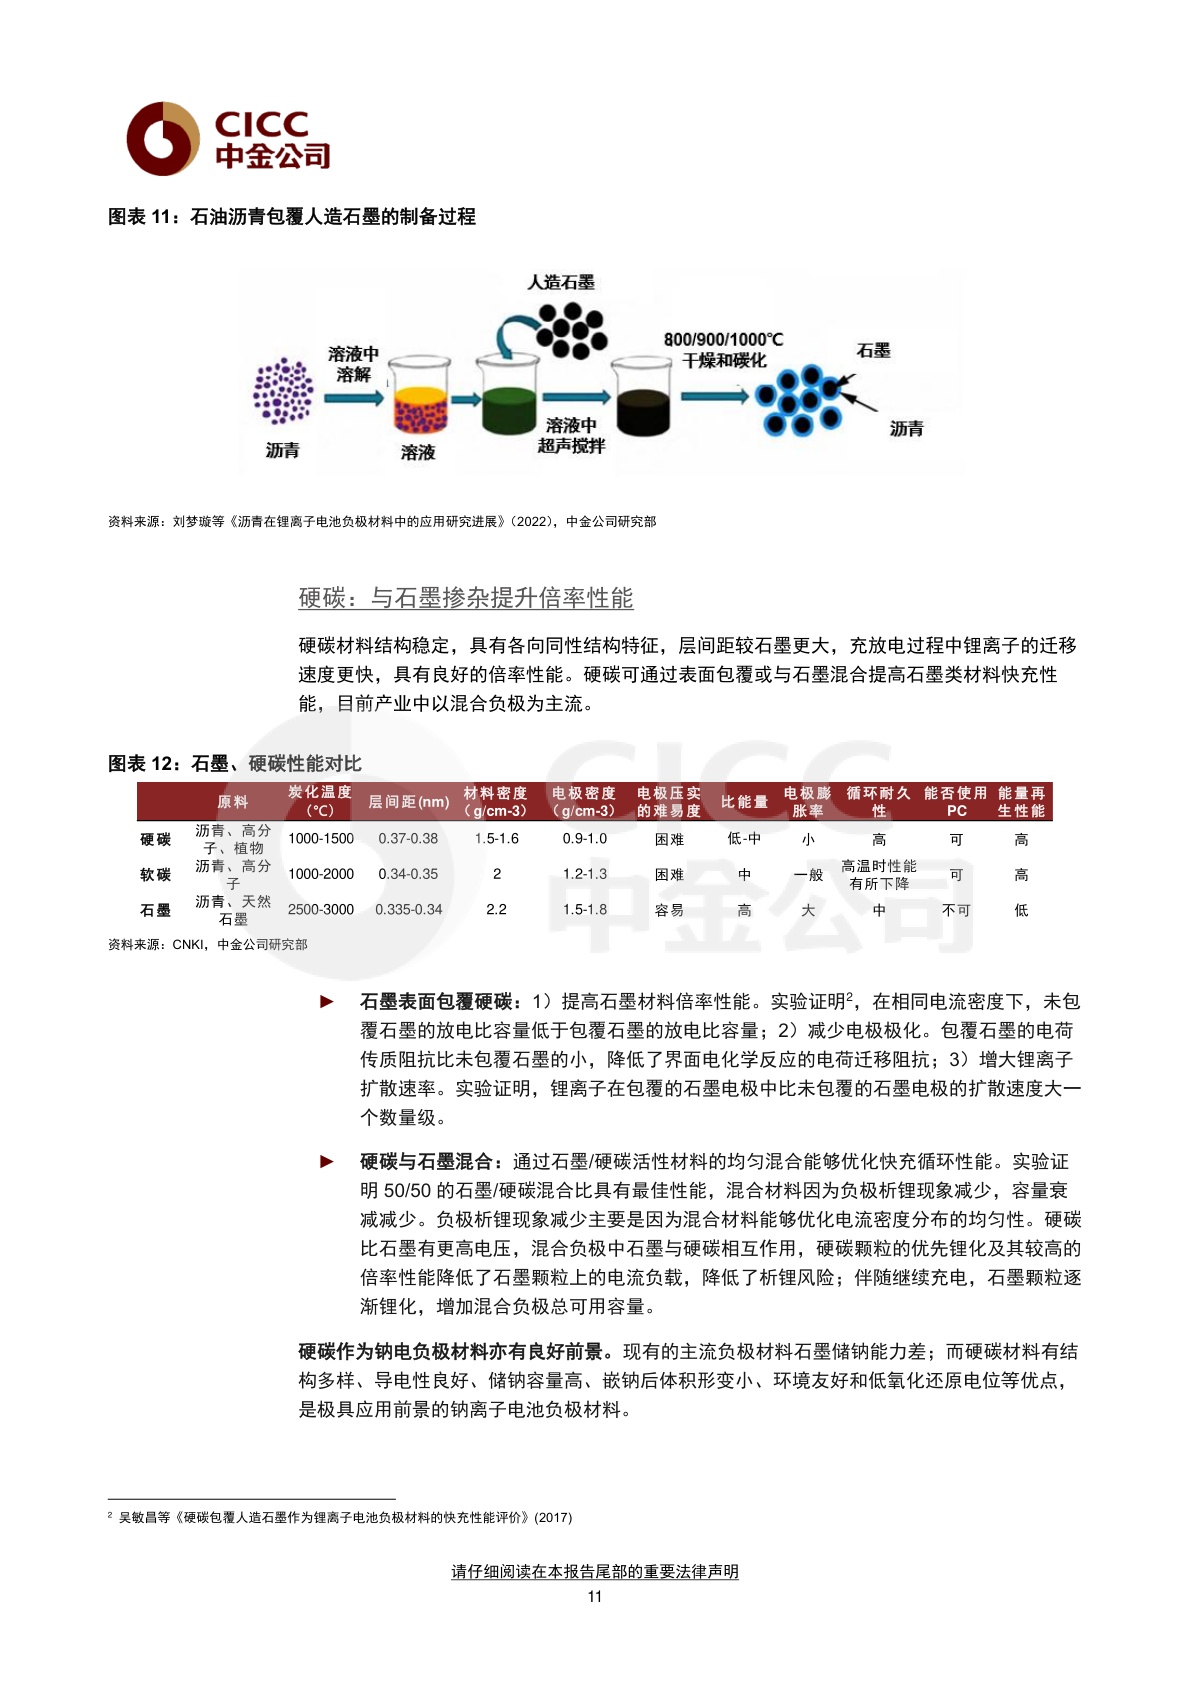 CICC
中金公司
图表 11：石油沥青包覆人造石墨的制备过程
人造石墨
溶液中
溶解
800/900/1000℃
干燥和碳化
石墨
沥青
溶液
溶液中
超声搅拌
沥青
资料来源：刘梦璇等《沥青在锂离子电池负极材料中的应用研究进展》（2022），中金公司研究部
硬碳：与石墨掺杂提升倍率性能
硬碳材料结构稳定，具有各向同性结构特征，层间距较石墨更大，充放电过程中锂离子的迁移
速度更快，具有良好的倍率性能。硬碳可通过表面包覆或与石墨混合提高石墨类材料快充性
能，目前产业中以混合负极为主流。
图表 12：石墨、硬碳性能对比
原料 炭化温度（℃） 层间距(nm) 材料密度（g/cm-3） 电极密度（g/cm-3） 电极压实的难易度 比能量 电极膨胀率 循环耐久性 能否使用PC 能量再生性能
硬碳 沥青、高分子、植物 1000-1500 0.37-0.38 1.5-1.6 0.9-1.0 困难 低-中 小 高 可 高
软碳 沥青、高分子 1000-2000 0.34-0.35 2 1.2-1.3 困难 中 一般 高温时性能有所下降 可 高
石墨 沥青、天然石墨 2500-3000 0.335-0.34 2.2 1.5-1.8 容易 高 大 中 不可 低
资料来源：CNKI，中金公司研究部
► 石墨表面包覆硬碳：1）提高石墨材料倍率性能。实验证明2，在相同电流密度下，未包
覆石墨的放电比容量低于包覆石墨的放电比容量；2）减少电极极化。包覆石墨的电荷
传质阻抗比未包覆石墨的小，降低了界面电化学反应的电荷迁移阻抗；3）增大锂离子
扩散速率。实验证明，锂离子在包覆的石墨电极中比未包覆的石墨电极的扩散速度大一
个数量级。
► 硬碳与石墨混合：通过石墨/硬碳活性材料的均匀混合能够优化快充循环性能。实验证
明 50/50 的石墨/硬碳混合比具有最佳性能，混合材料因为负极析锂现象减少，容量衰
减减少。负极析锂现象减少主要是因为混合材料能够优化电流密度分布的均匀性。硬碳
比石墨有更高电压，混合负极中石墨与硬碳相互作用，硬碳颗粒的优先锂化及其较高的
倍率性能降低了石墨颗粒上的电流负载，降低了析锂风险；伴随继续充电，石墨颗粒逐
渐锂化，增加混合负极总可用容量。
硬碳作为钠电负极材料亦有良好前景。现有的主流负极材料石墨储钠能力差；而硬碳材料有结
构多样、导电性良好、储钠容量高、嵌钠后体积形变小、环境友好和低氧化还原电位等优点，
是极具应用前景的钠离子电池负极材料。
2 吴敏昌等《硬碳包覆人造石墨作为锂离子电池负极材料的快充性能评价》(2017)
请仔细阅读在本报告尾部的重要法律声明
11